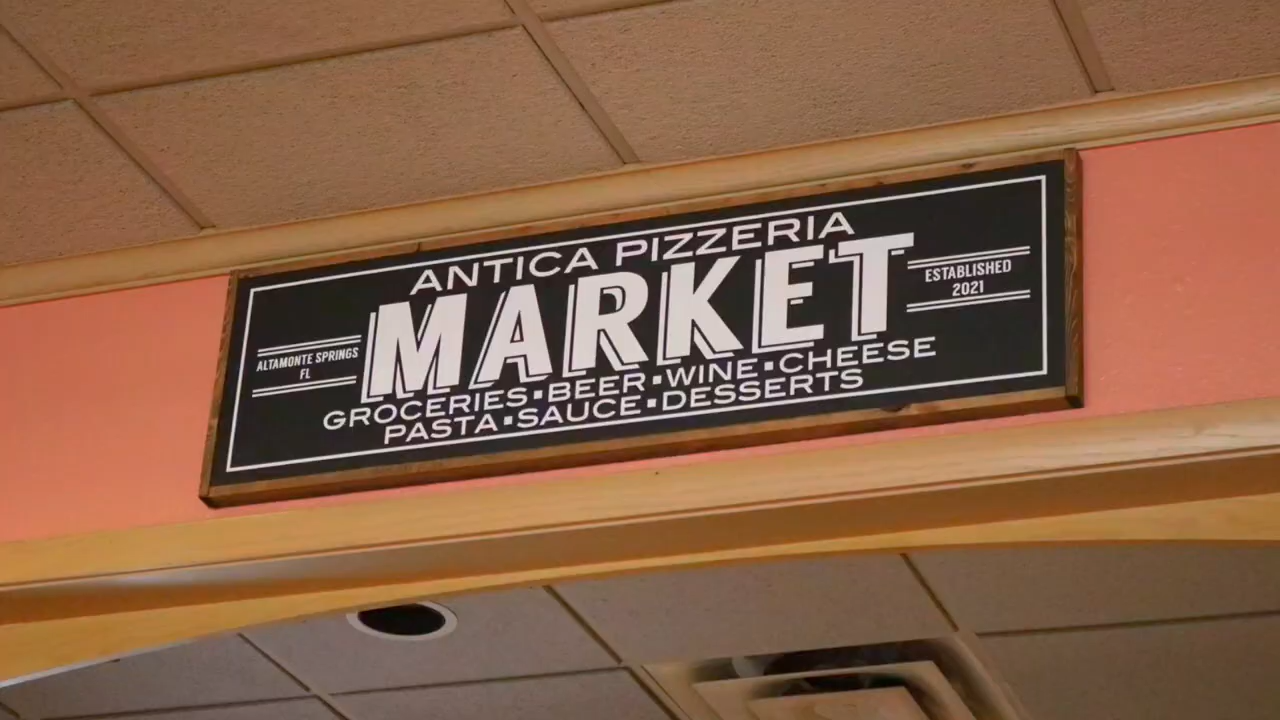 ANTICA PIZZERIA
MARKET
ALTAMONTE SPRINGS
FL
ESTABLISHED
2021
GROCERIES▪BEER▪WINE▪CHEESE
PASTA▪SAUCE▪DESSERTS